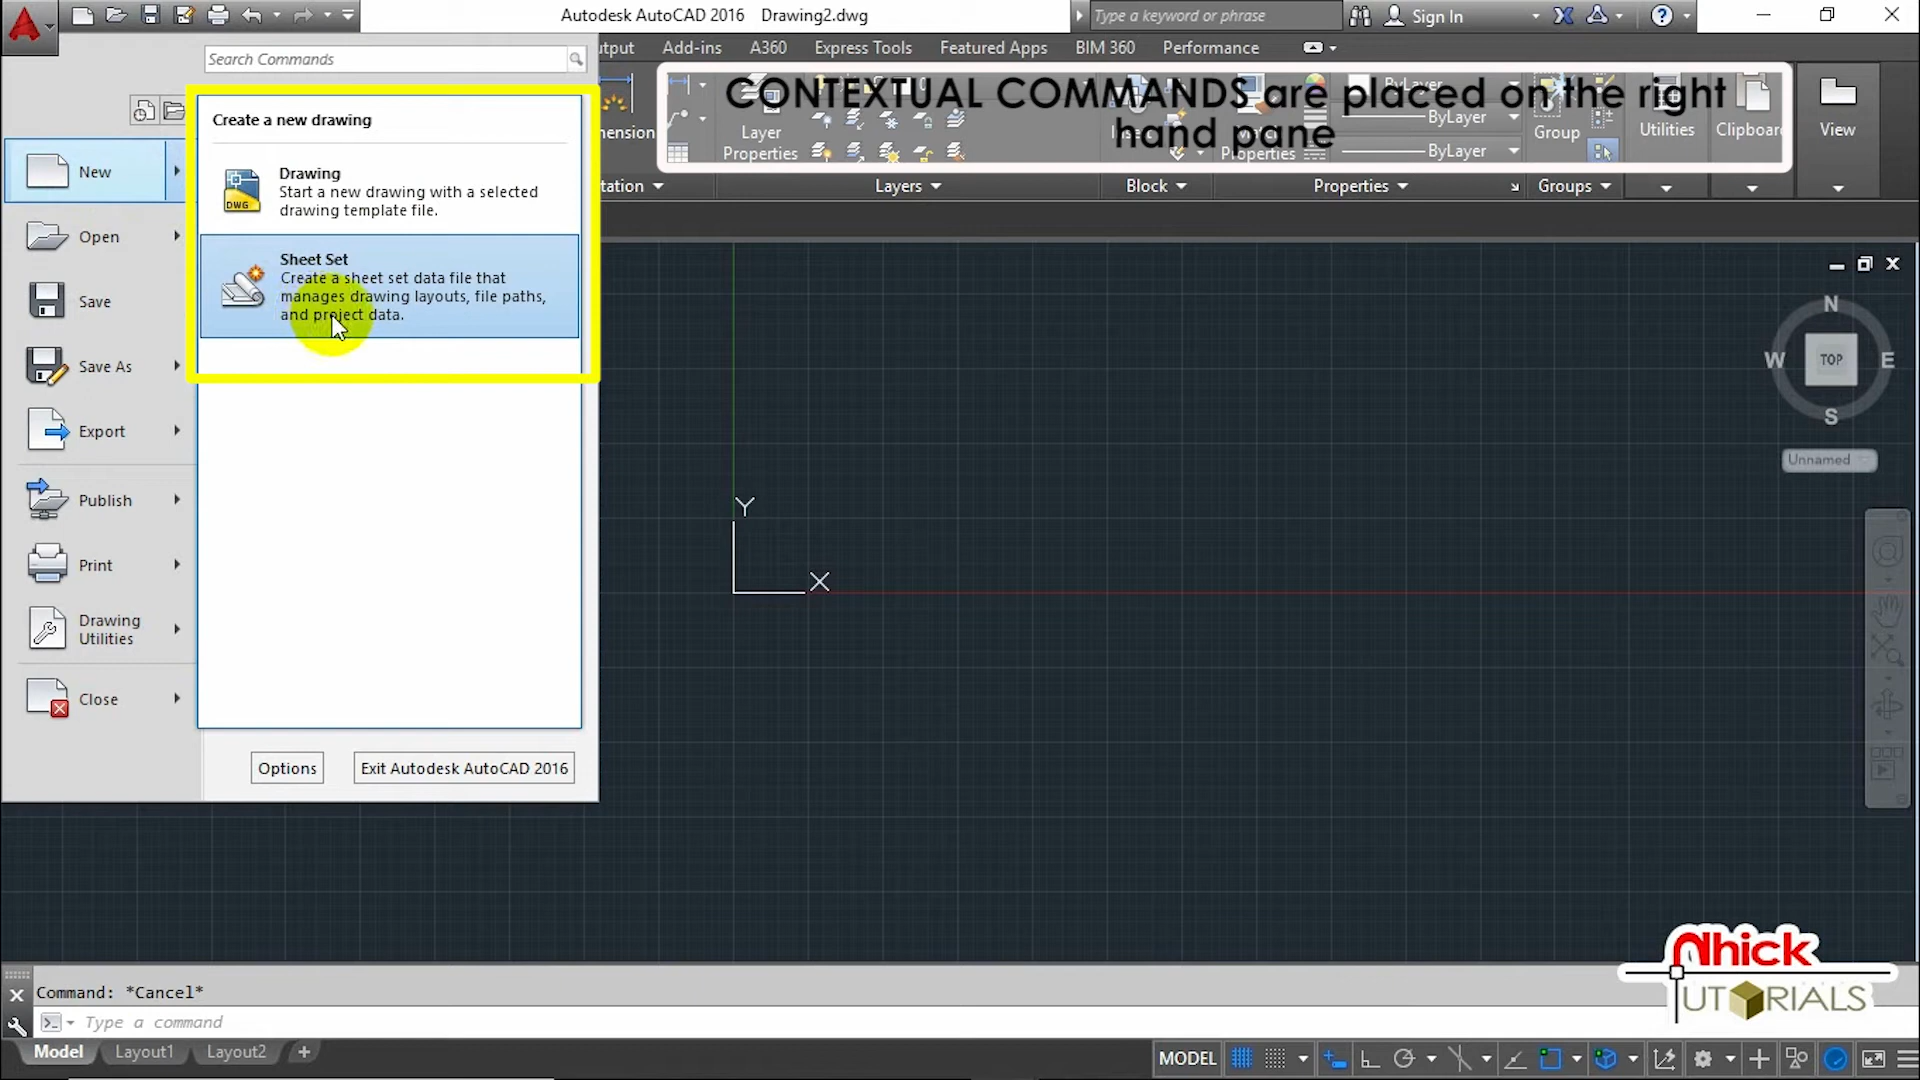 Autodesk AutoCAD 2016 Drawing2.dwg
Type a keyword or phrase
Sign In
Search Commands
Add-ins
A360
Express Tools
Featured Apps
BIM 360
Performance
CONTEXTUAL COMMANDS are placed on the right
hand pane
Create a new drawing
Drawing
Start a new drawing with a selected
drawing template file.
DWG
Sheet Set
Create a sheet set data file that
manages drawing layouts, file paths,
and project data.
New
Open
Save
Save As
Export
Publish
Print
Drawing
Utilities
Close
Options
Exit Autodesk AutoCAD 2016
Layer
Properties
ByLayer
ByLayer
ByLayer
Group
Utilities
Clipboard
View
Layers
Block
Properties
Groups
N
W
TOP
E
S
Unnamed
Y
X
Command: *Cancel*
Type a command
Model
Layout1
Layout2
MODEL
Nhick
TUTORIALS